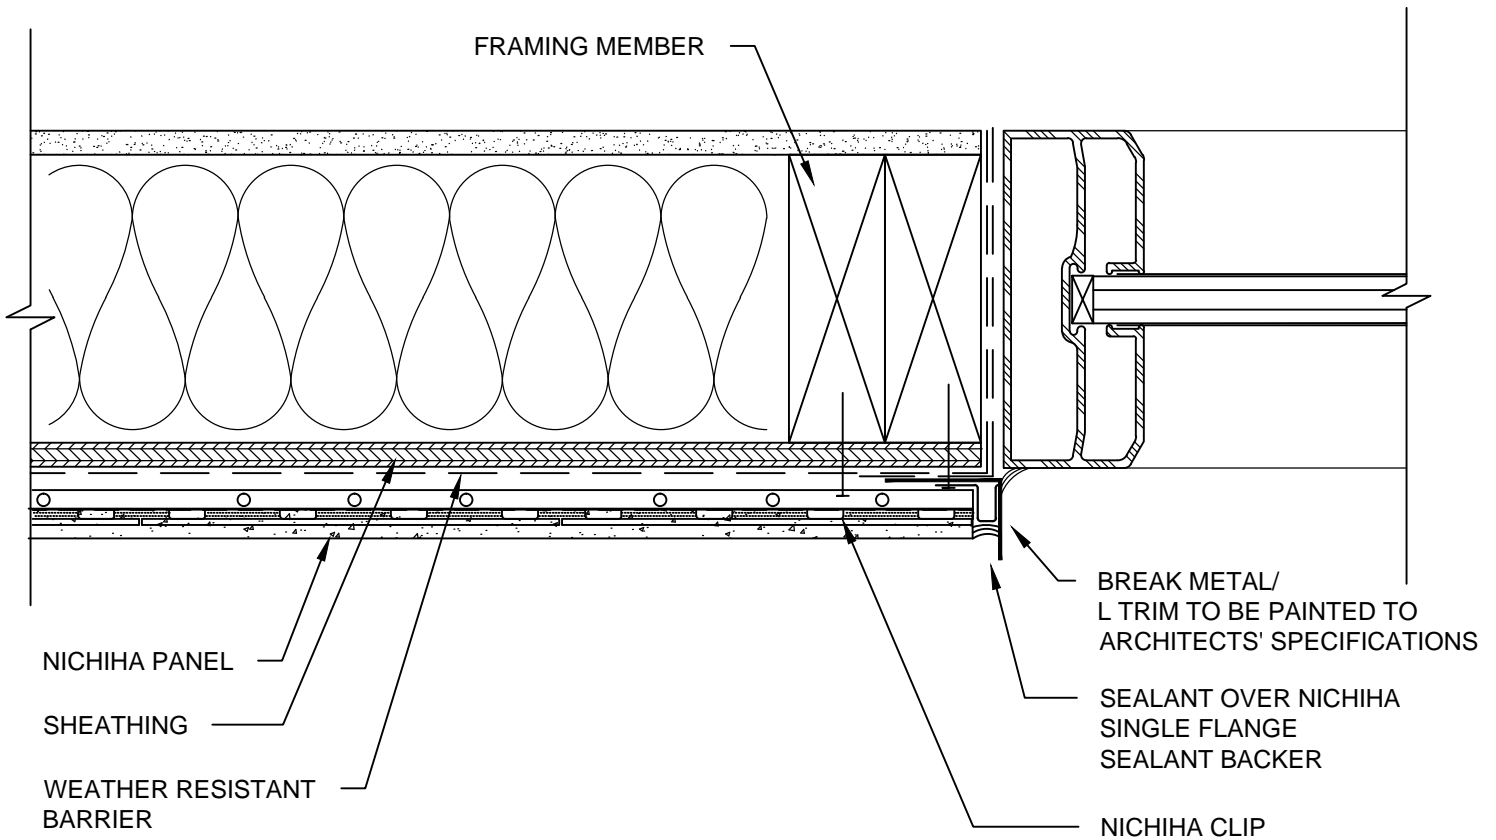 FRAMING MEMBER
NICHIHA PANEL
SHEATHING
WEATHER RESISTANT
BARRIER
BREAK METAL/
L TRIM TO BE PAINTED TO
ARCHITECTS' SPECIFICATIONS
SEALANT OVER NICHIHA
SINGLE FLANGE
SEALANT BACKER
NICHIHA CLIP